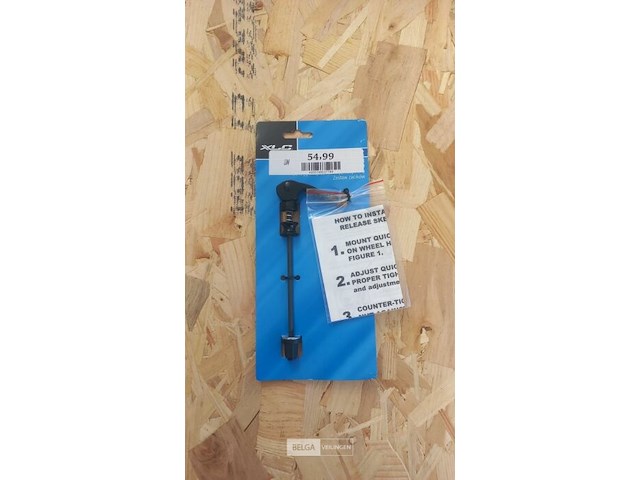 XLC
54,99
HOW TO INSTA
RELEASE SKE
1. MOUNT QUIC
ON WHEEL H
FIGURE 1.
2. ADJUST QUIC
PROPER TIGH
and adjustme
3. COUNTER-TIG
BELGA
VEILINGEN